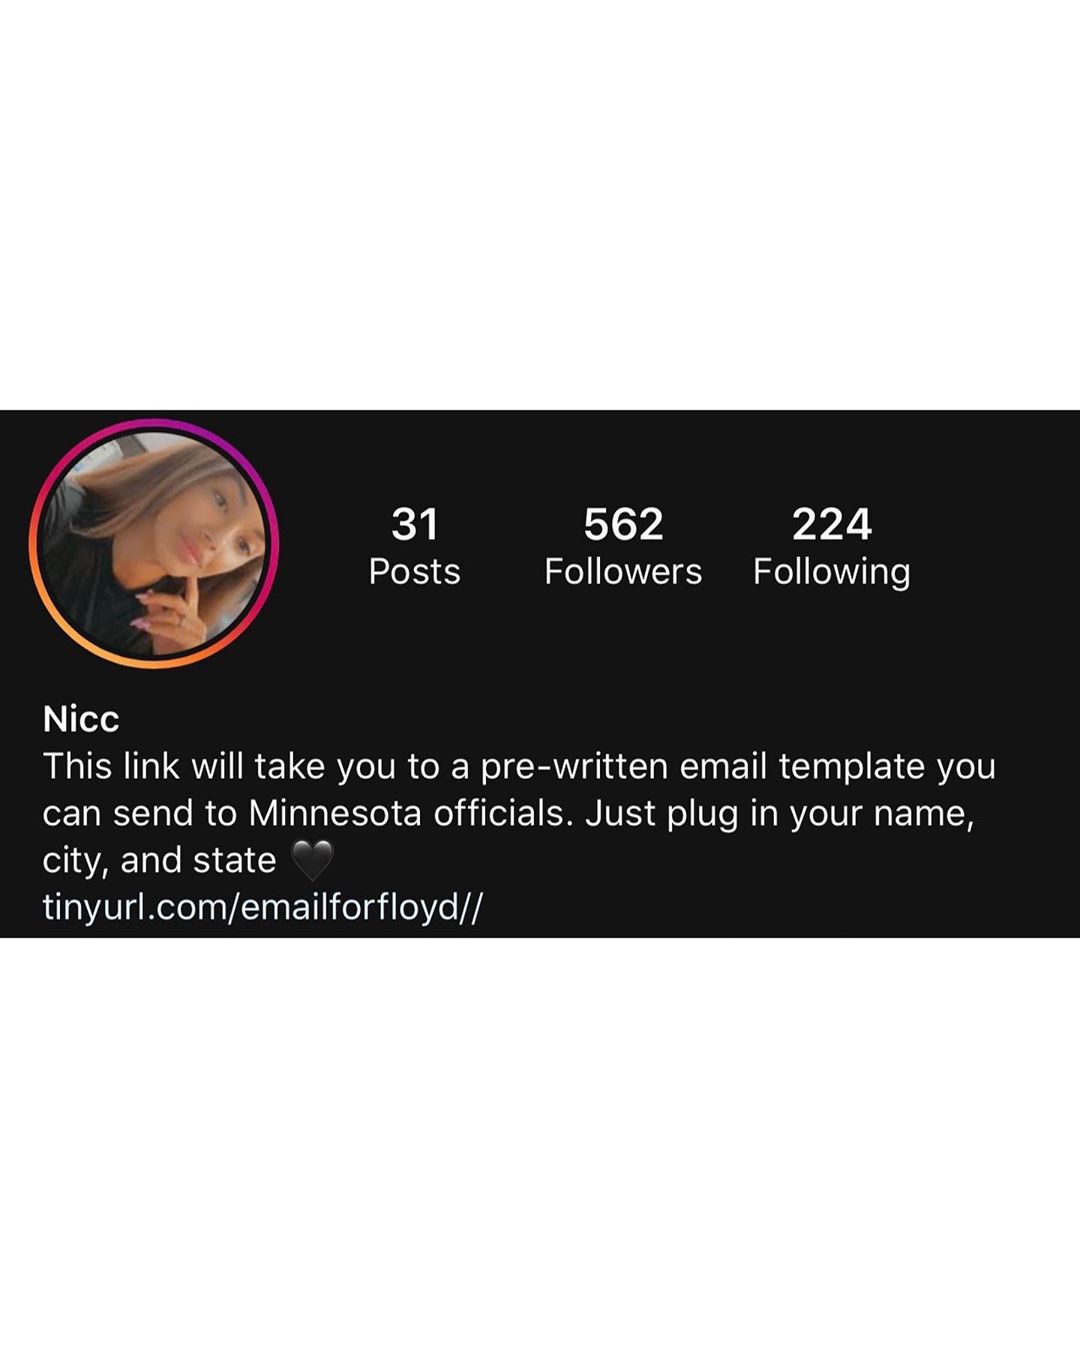 31 562 224
Posts Followers Following
Nicc
This link will take you to a pre-written email template you
can send to Minnesota officials. Just plug in your name,
city, and state 🖤
tinyurl.com/emailforfloyd//